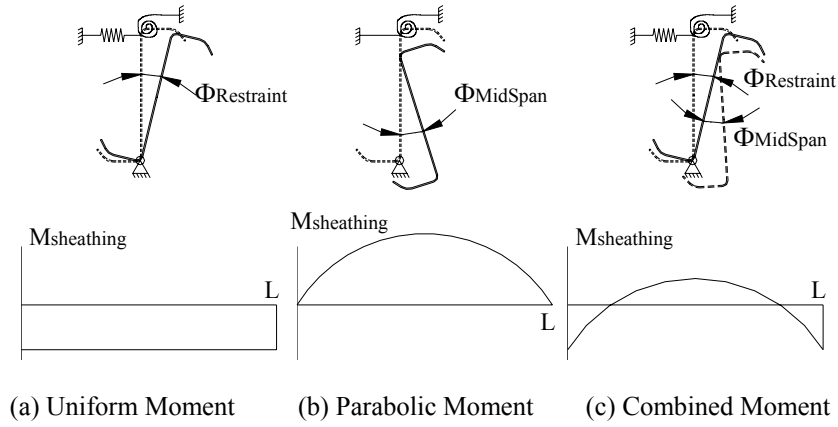 ΦRestraint
ΦMidSpan
ΦRestraint
ΦMidSpan
Msheathing
L
Msheathing
L
Msheathing
L
(a) Uniform Moment
(b) Parabolic Moment
(c) Combined Moment